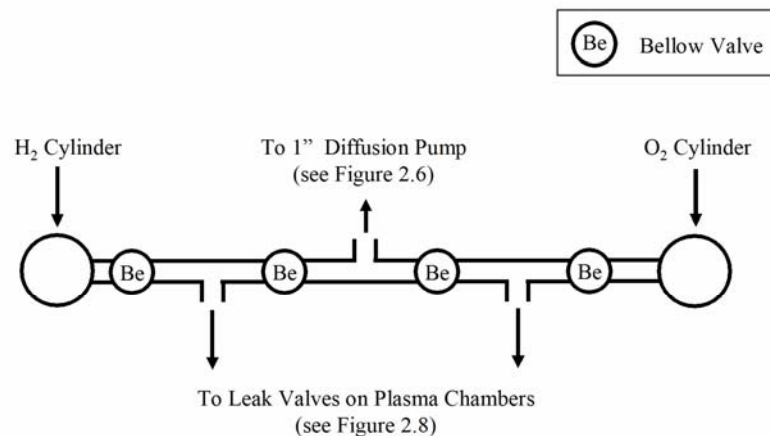 Be Bellow Valve
H₂ Cylinder
To 1” Diffusion Pump
(see Figure 2.6)
O₂ Cylinder
Be Be Be Be
To Leak Valves on Plasma Chambers
(see Figure 2.8)